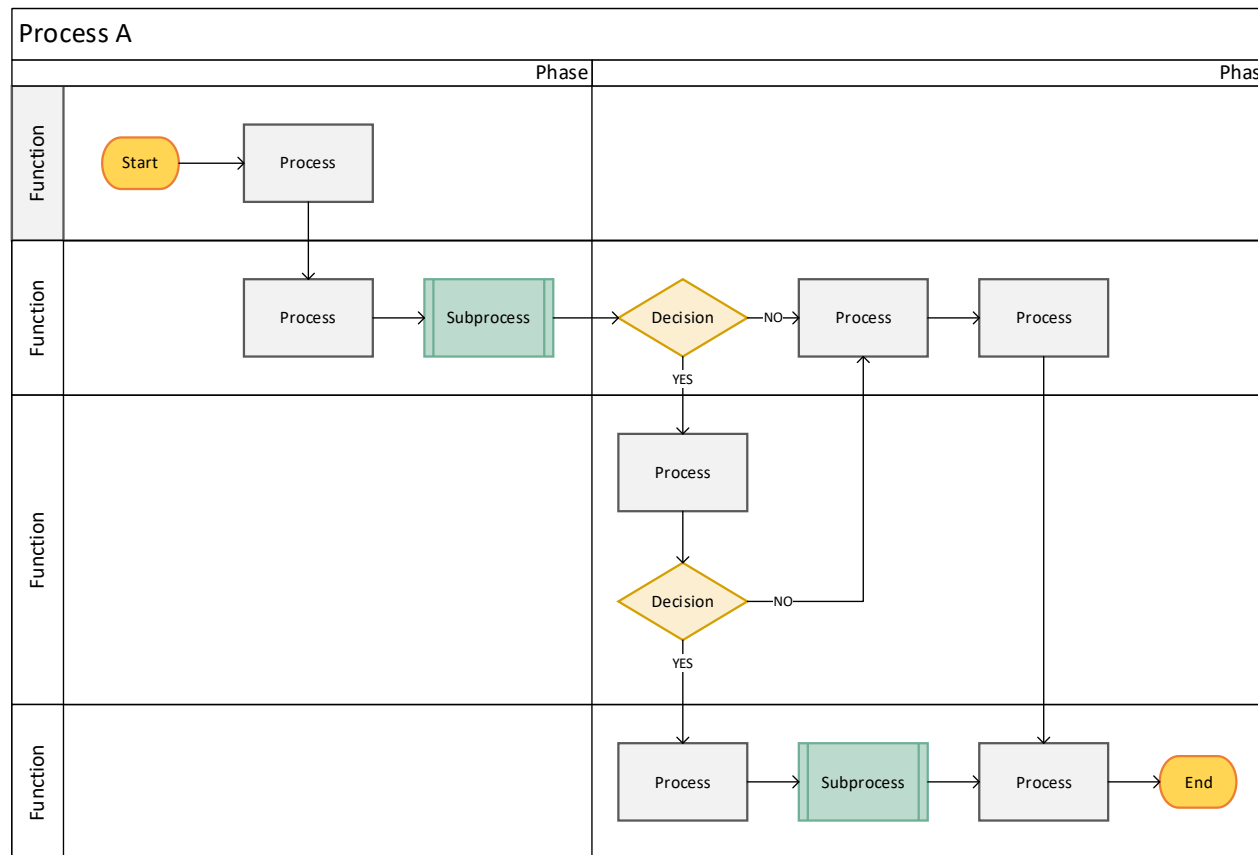 Process A
Phase
Phas
Function
Start
Process
Function
Process
Subprocess
Decision
NO
Process
Process
YES
Function
Process
Decision
NO
YES
Function
Process
Subprocess
Process
End